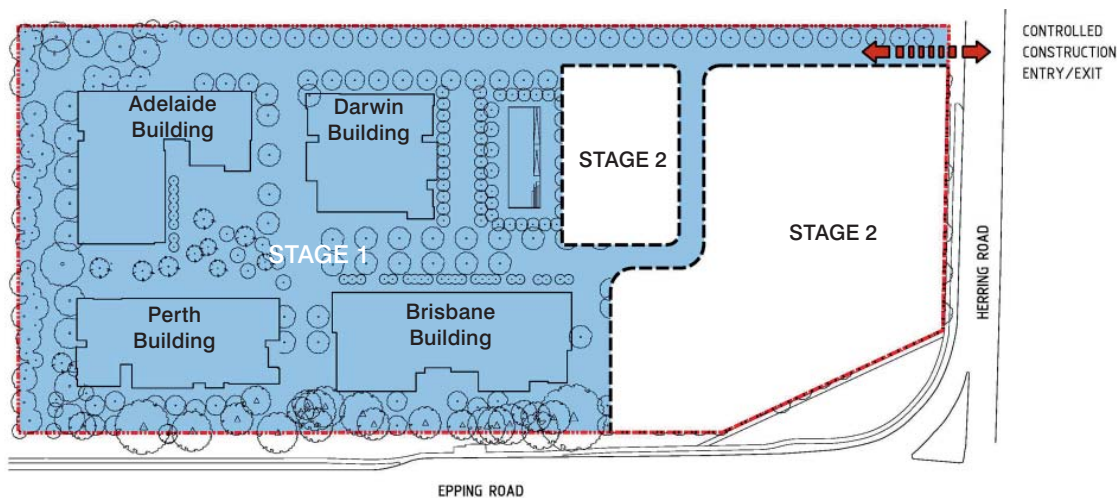 CONTROLLED
CONSTRUCTION
ENTRY/EXIT
Adelaide
Building
Darwin
Building
STAGE 2
STAGE 2
STAGE 1
HERRING ROAD
Perth
Building
Brisbane
Building
EPPING ROAD